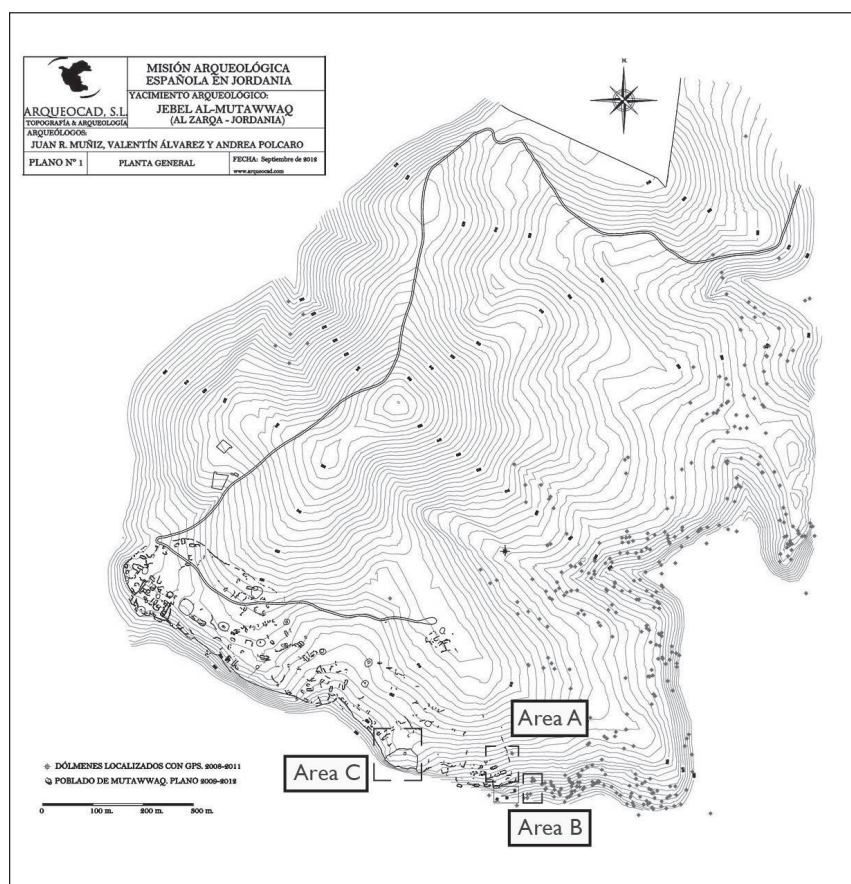 MISIÓN ARQUEOLÓGICA
ESPAÑOLA EN JORDANIA
YACIMIENTO ARQUEOLÓGICO:
JEBEL AL-MUTAWWAQ
(AL ZARQA - JORDANIA)
ARQUEOCAD, S.L
TOPOGRAFÍA & ARQUEOLOGÍA
ARQUEÓLOGOS:
JUAN R. MUÑIZ, VALENTÍN ÁLVAREZ Y ANDREA POLCARO
PLANO Nº 1
PLANTA GENERAL
FECHA: Septiembre de 2012
www.arqueocad.com
N.
Area A
Area C
Area B
DÓLMENES LOCALIZADOS CON GPS. 2008-2011
POBLADO DE MUTAWWAQ. PLANO 2009-2012
0 100 m. 200 m. 300 m.